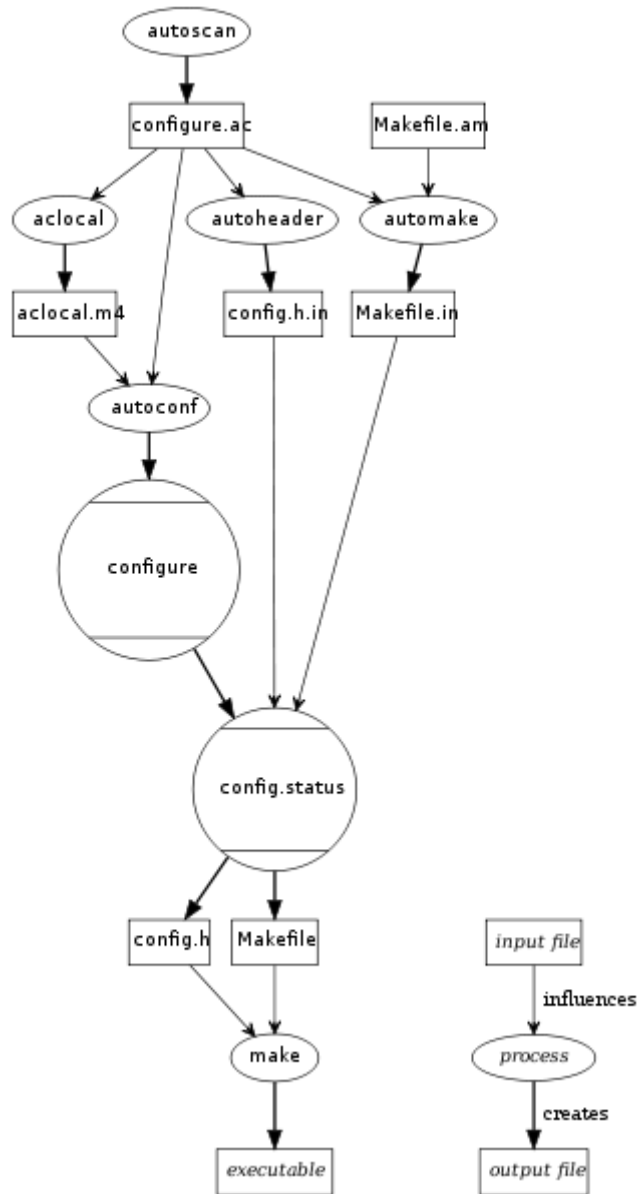 autoscan
configure.ac
Makefile.am
aclocal
autoheader
automake
aclocal.m4
config.h.in
Makefile.in
autoconf
configure
config.status
config.h
Makefile
input file
influences
make
process
creates
executable
output file